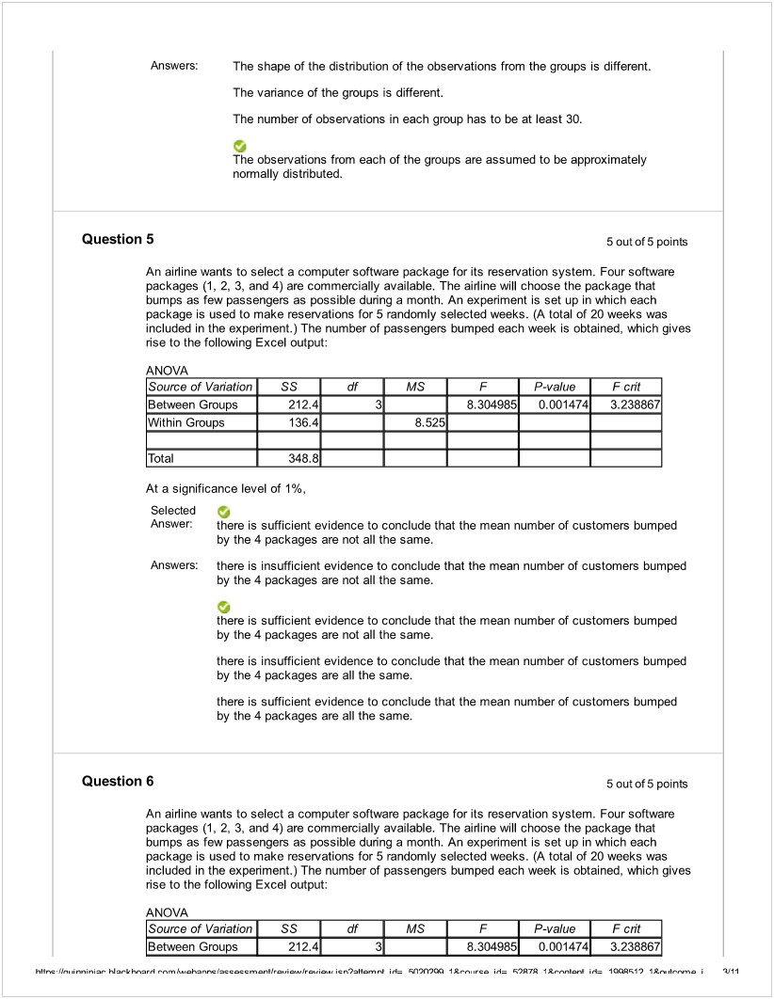 Answers: The shape of the distribution of the observations from the groups is different.
The variance of the groups is different.
The number of observations in each group has to be at least 30.
The observations from each of the groups are assumed to be approximately
normally distributed.
Question 5 5 out of 5 points
An airline wants to select a computer software package for its reservation system. Four software
packages (1, 2, 3, and 4) are commercially available. The airline will choose the package that
bumps as few passengers as possible during a month. An experiment is set up in which each
package is used to make reservations for 5 randomly selected weeks. (A total of 20 weeks was
included in the experiment.) The number of passengers bumped each week is obtained, which gives
rise to the following Excel output:
ANOVA
Source of Variation SS df MS F P-value F crit
Between Groups 212.4 3 8.304985 0.001474 3.238867
Within Groups 136.4 8.525
Total 348.8
At a significance level of 1%,
Selected
Answer:
there is sufficient evidence to conclude that the mean number of customers bumped
by the 4 packages are not all the same.
Answers: there is insufficient evidence to conclude that the mean number of customers bumped
by the 4 packages are not all the same.
there is sufficient evidence to conclude that the mean number of customers bumped
by the 4 packages are not all the same.
there is insufficient evidence to conclude that the mean number of customers bumped
by the 4 packages are all the same.
there is sufficient evidence to conclude that the mean number of customers bumped
by the 4 packages are all the same.
Question 6 5 out of 5 points
An airline wants to select a computer software package for its reservation system. Four software
packages (1, 2, 3, and 4) are commercially available. The airline will choose the package that
bumps as few passengers as possible during a month. An experiment is set up in which each
package is used to make reservations for 5 randomly selected weeks. (A total of 20 weeks was
included in the experiment.) The number of passengers bumped each week is obtained, which gives
rise to the following Excel output:
ANOVA
Source of Variation SS df MS F P-value F crit
Between Groups 212.4 3 8.304985 0.001474 3.238867
https://quinnipiac.blackboard.com/webapps/assessment/review/review.jsp?attempt_id=_5020299_1&course_id=_52878_1&content_id=_1998512_1&outcome_i... 3/11